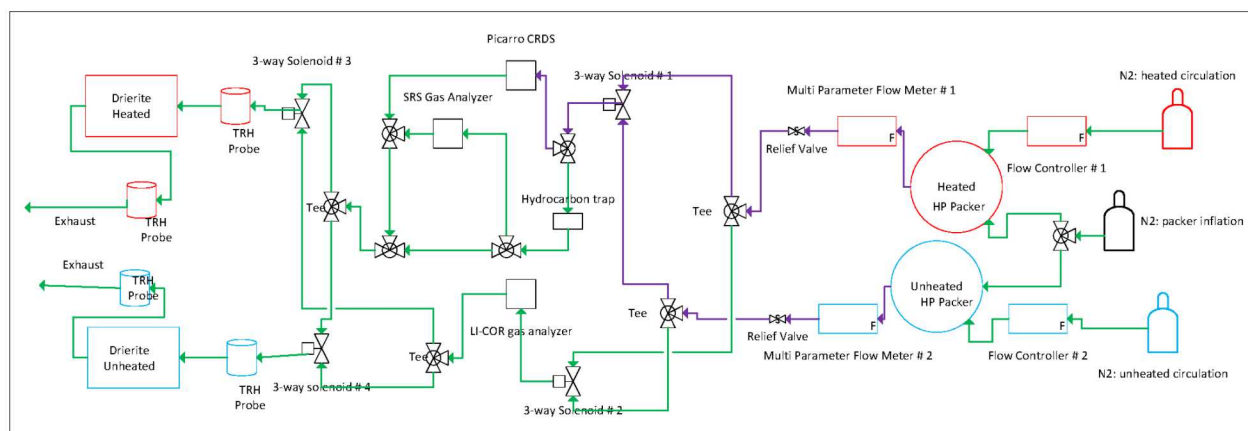 Picarro CRDS
3-way Solenoid # 3
3-way Solenoid # 1
Multi Parameter Flow Meter # 1
N2: heated circulation
SRS Gas Analyzer
Drierite
Heated
TRH
Probe
F
F
Relief Valve
Flow Controller # 1
Heated
HP Packer
Hydrocarbon trap
Tee
Tee
TRH
Probe
Exhaust
N2: packer inflation
Exhaust
TRH
Probe
Unheated
HP Packer
LI-COR gas analyzer
Tee
F
F
Drierite
Unheated
Tee
Relief Valve
Multi Parameter Flow Meter # 2
Flow Controller # 2
TRH
Probe
3-way solenoid # 4
N2: unheated circulation
3-way Solenoid # 2